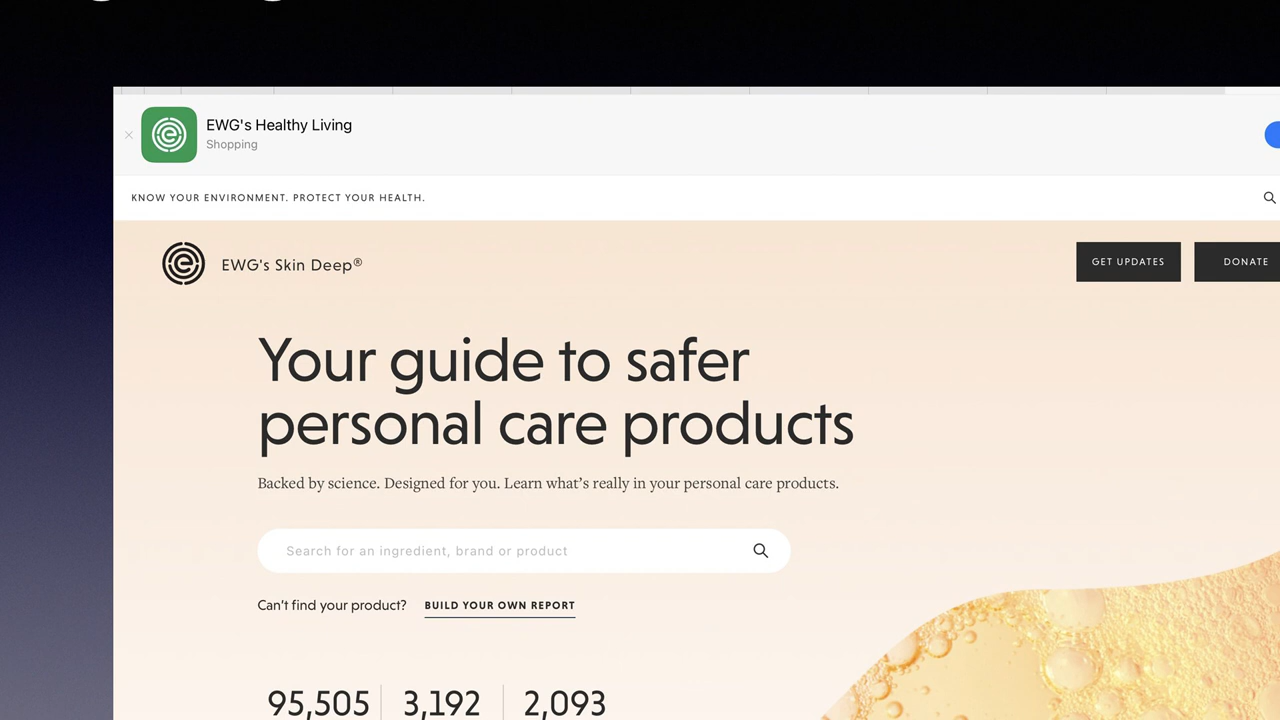 EWG's Healthy Living
Shopping
KNOW YOUR ENVIRONMENT. PROTECT YOUR HEALTH.
EWG's Skin Deep®
GET UPDATES
DONATE
Your guide to safer
personal care products
Backed by science. Designed for you. Learn what's really in your personal care products.
Search for an ingredient, brand or product
Can't find your product? BUILD YOUR OWN REPORT
95,505 3,192 2,093